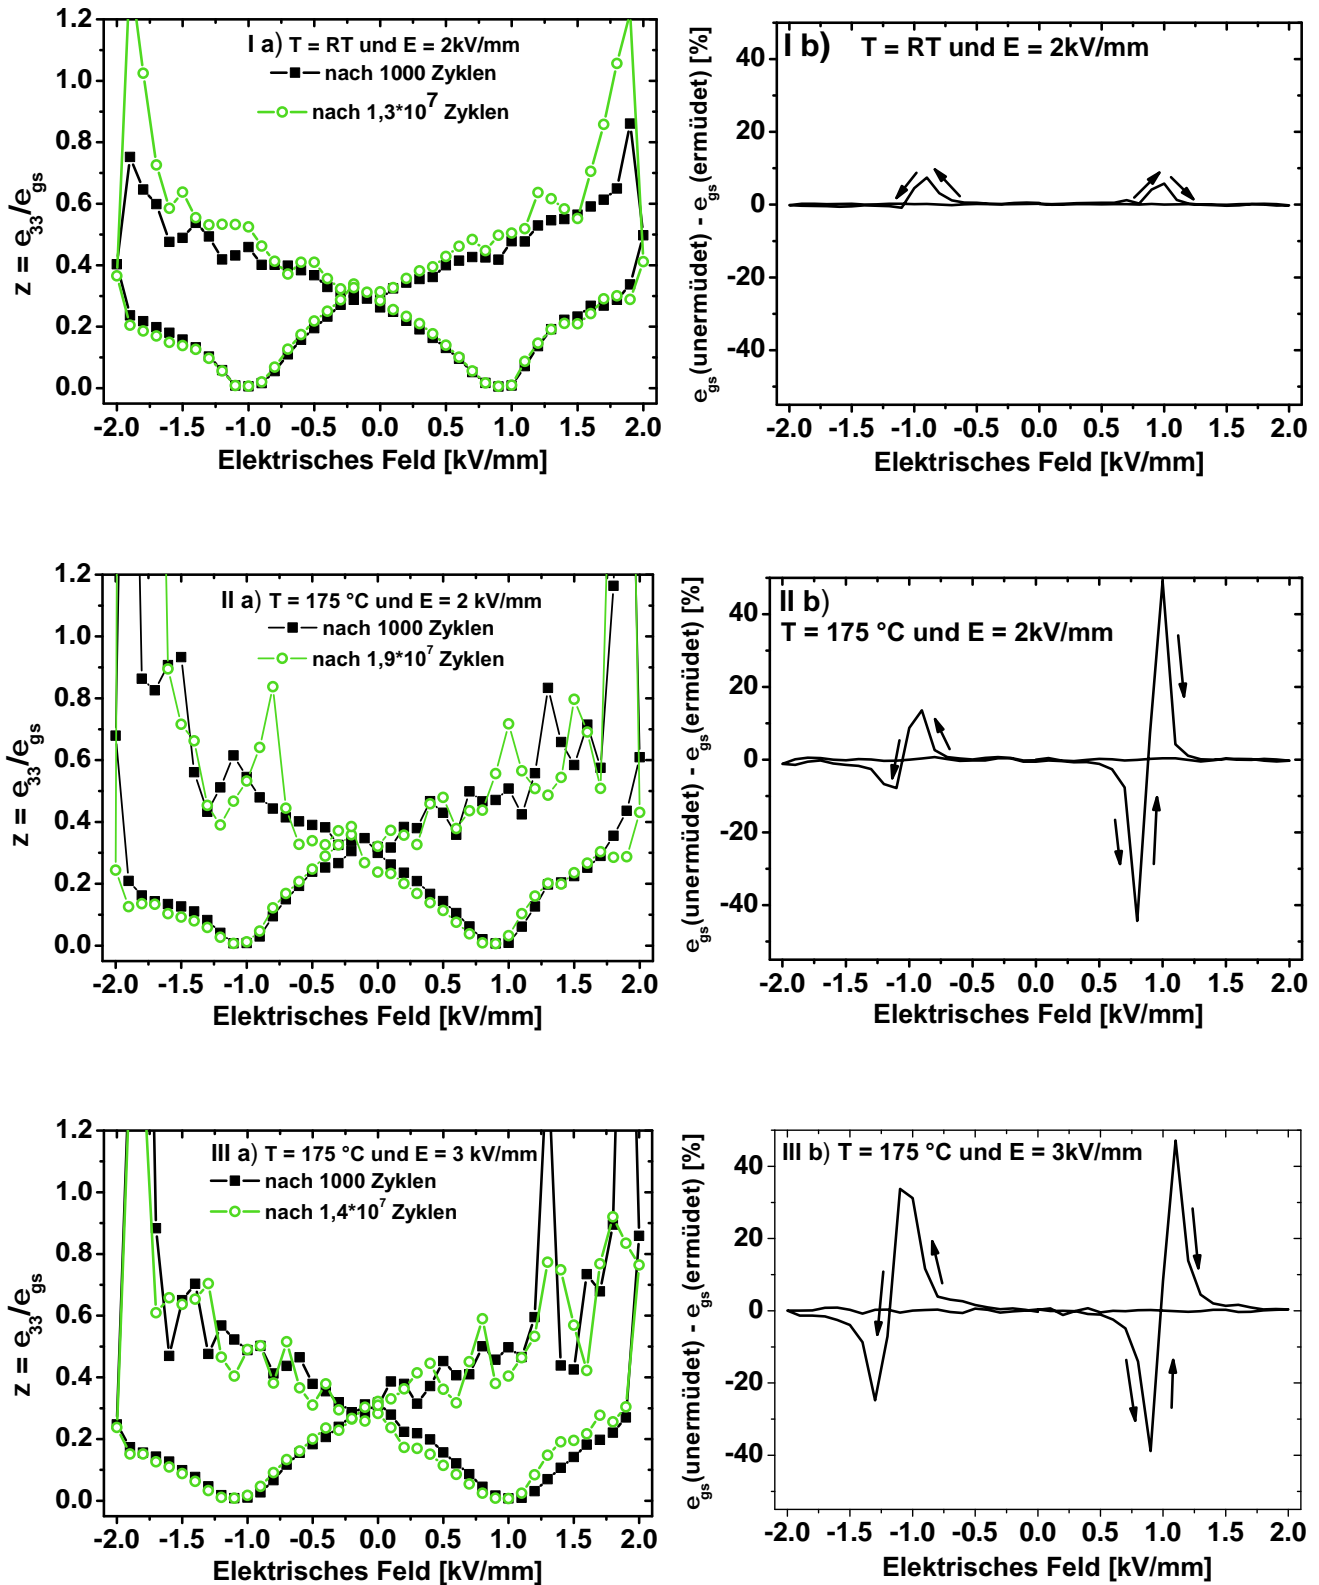 I a) T = RT und E = 2kV/mm
nach 1000 Zyklen
nach 1,3*10^7 Zyklen
z = e33/egs
1.2
1.0
0.8
0.6
0.4
0.2
0.0
-2.0 -1.5 -1.0 -0.5 0.0 0.5 1.0 1.5 2.0
Elektrisches Feld [kV/mm]
I b) T = RT und E = 2kV/mm
egs(unermüdet) - egs(ermüdet) [%]
40
20
0
-20
-40
-2.0 -1.5 -1.0 -0.5 0.0 0.5 1.0 1.5 2.0
Elektrisches Feld [kV/mm]
II a) T = 175 °C und E = 2 kV/mm
nach 1000 Zyklen
nach 1,9*10^7 Zyklen
z = e33/egs
1.2
1.0
0.8
0.6
0.4
0.2
0.0
-2.0 -1.5 -1.0 -0.5 0.0 0.5 1.0 1.5 2.0
Elektrisches Feld [kV/mm]
II b)
T = 175 °C und E = 2kV/mm
egs(unermüdet) - egs(ermüdet) [%]
40
20
0
-20
-40
-2.0 -1.5 -1.0 -0.5 0.0 0.5 1.0 1.5 2.0
Elektrisches Feld [kV/mm]
III a) T = 175 °C und E = 3 kV/mm
nach 1000 Zyklen
nach 1,4*10^7 Zyklen
z = e33/egs
1.2
1.0
0.8
0.6
0.4
0.2
0.0
-2.0 -1.5 -1.0 -0.5 0.0 0.5 1.0 1.5 2.0
Elektrisches Feld [kV/mm]
III b) T = 175 °C und E = 3kV/mm
egs(unermüdet) - egs(ermüdet) [%]
40
20
0
-20
-40
-2.0 -1.5 -1.0 -0.5 0.0 0.5 1.0 1.5 2.0
Elektrisches Feld [kV/mm]